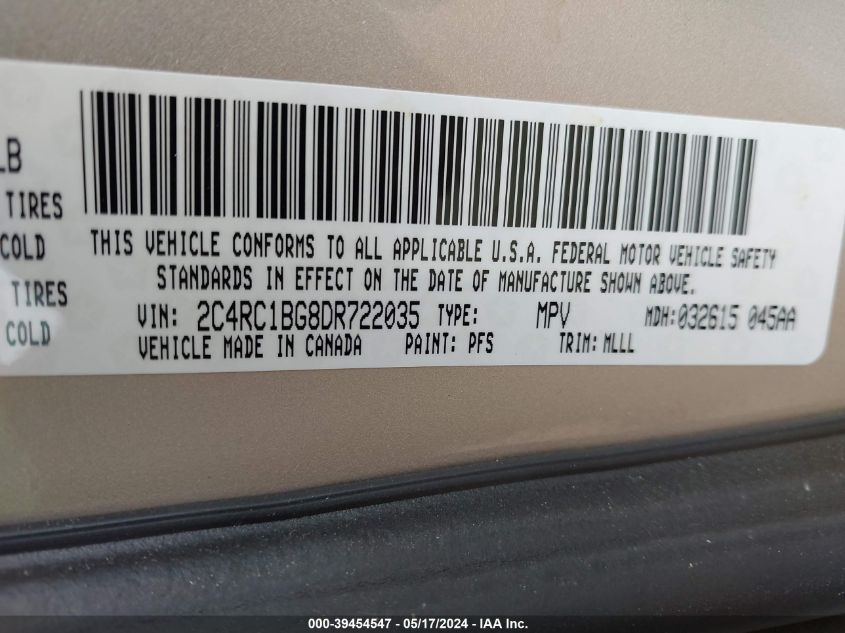 LB
TIRES
COLD
TIRES
COLD
THIS VEHICLE CONFORMS TO ALL APPLICABLE U.S.A. FEDERAL MOTOR VEHICLE SAFETY
STANDARDS IN EFFECT ON THE DATE OF MANUFACTURE SHOWN ABOVE.
VIN: 2C4RC1BG8DR722035 TYPE: MPV MDH:032615 045AA
VEHICLE MADE IN CANADA PAINT: PFS TRIM: MLLL
000-39454547 - 05/17/2024 - IAA Inc.